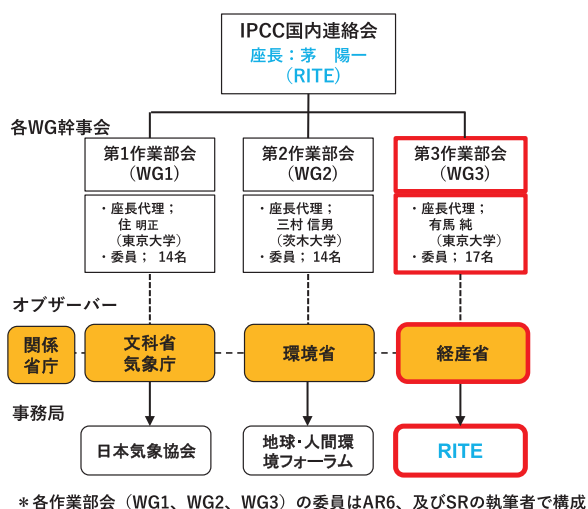 IPCC国内連絡会
座長：茅　陽一
（RITE）
各WG幹事会
第1作業部会
（WG1）
第2作業部会
（WG2）
第3作業部会
（WG3）
・座長代理；
住 明正
（東京大学）
・委員； 14名
・座長代理；
三村 信男
（茨木大学）
・委員；14名
・座長代理；
有馬 純
（東京大学）
・委員； 17名
オブザーバー
関係
省庁
文科省
気象庁
環境省
経産省
事務局
日本気象協会
地球・人間環
境フォーラム
RITE
＊各作業部会（WG1、WG2、WG3）の委員はAR6、及びSRの執筆者で構成